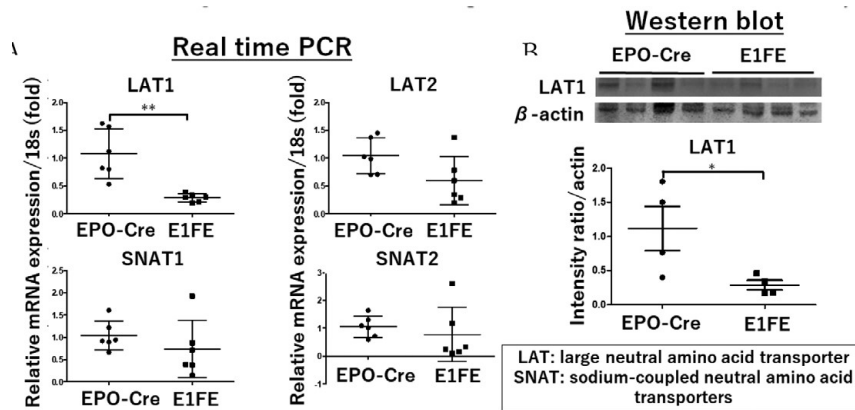 A
Real time PCR
LAT1
LAT2
Relative mRNA expression/18s (fold)
2.0
1.5
1.0
0.5
0.0
**
EPO-Cre E1FE
2.0
1.5
1.0
0.5
0.0
EPO-Cre E1FE
SNAT1
SNAT2
Relative mRNA expression/18s (fold)
2.5
2.0
1.5
1.0
0.5
0.0
EPO-Cre E1FE
3
2
1
0
-1
EPO-Cre E1FE
B
Western blot
EPO-Cre E1FE
LAT1
β-actin
LAT1
Intensity ratio/actin
2.0
1.5
1.0
0.5
0.0
*
EPO-Cre E1FE
LAT: large neutral amino acid transporter
SNAT: sodium-coupled neutral amino acid
transporters